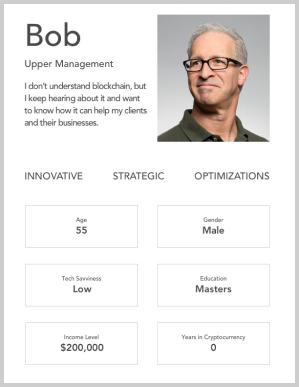 Bob
Upper Management
I don't understand blockchain, but
I keep hearing about it and want
to know how it can help my clients
and their businesses.
INNOVATIVE STRATEGIC OPTIMIZATIONS
Age
55
Gender
Male
Tech Savviness
Low
Education
Masters
Income Level
$200,000
Years in Cryptocurrency
0